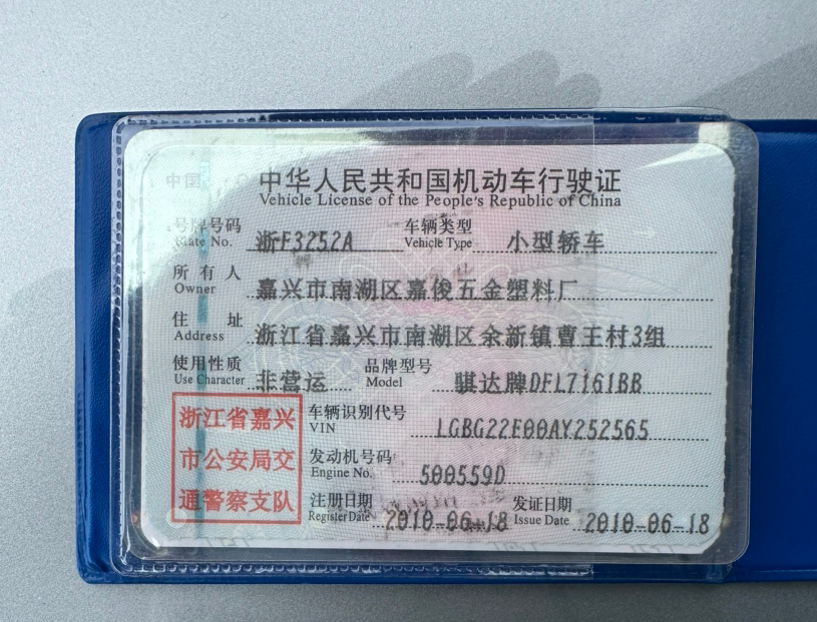 中华人民共和国机动车行驶证
Vehicle License of the People's Republic of China
号牌号码 浙F3252A 车辆类型 小型轿车
Plate No. Vehicle Type
所有人 嘉兴市南湖区嘉俊五金塑料厂
Owner
住址 浙江省嘉兴市南湖区余新镇曹王村3组
Address
使用性质 非营运 品牌型号 骐达牌DFL7161BB
Use Character Model
浙江省嘉兴
市公安局交
通警察支队
车辆识别代号 LGBG22E00AY252565
VIN
发动机号码 500559D
Engine No.
注册日期 2010-06-18 发证日期 2010-06-18
Register Date Issue Date